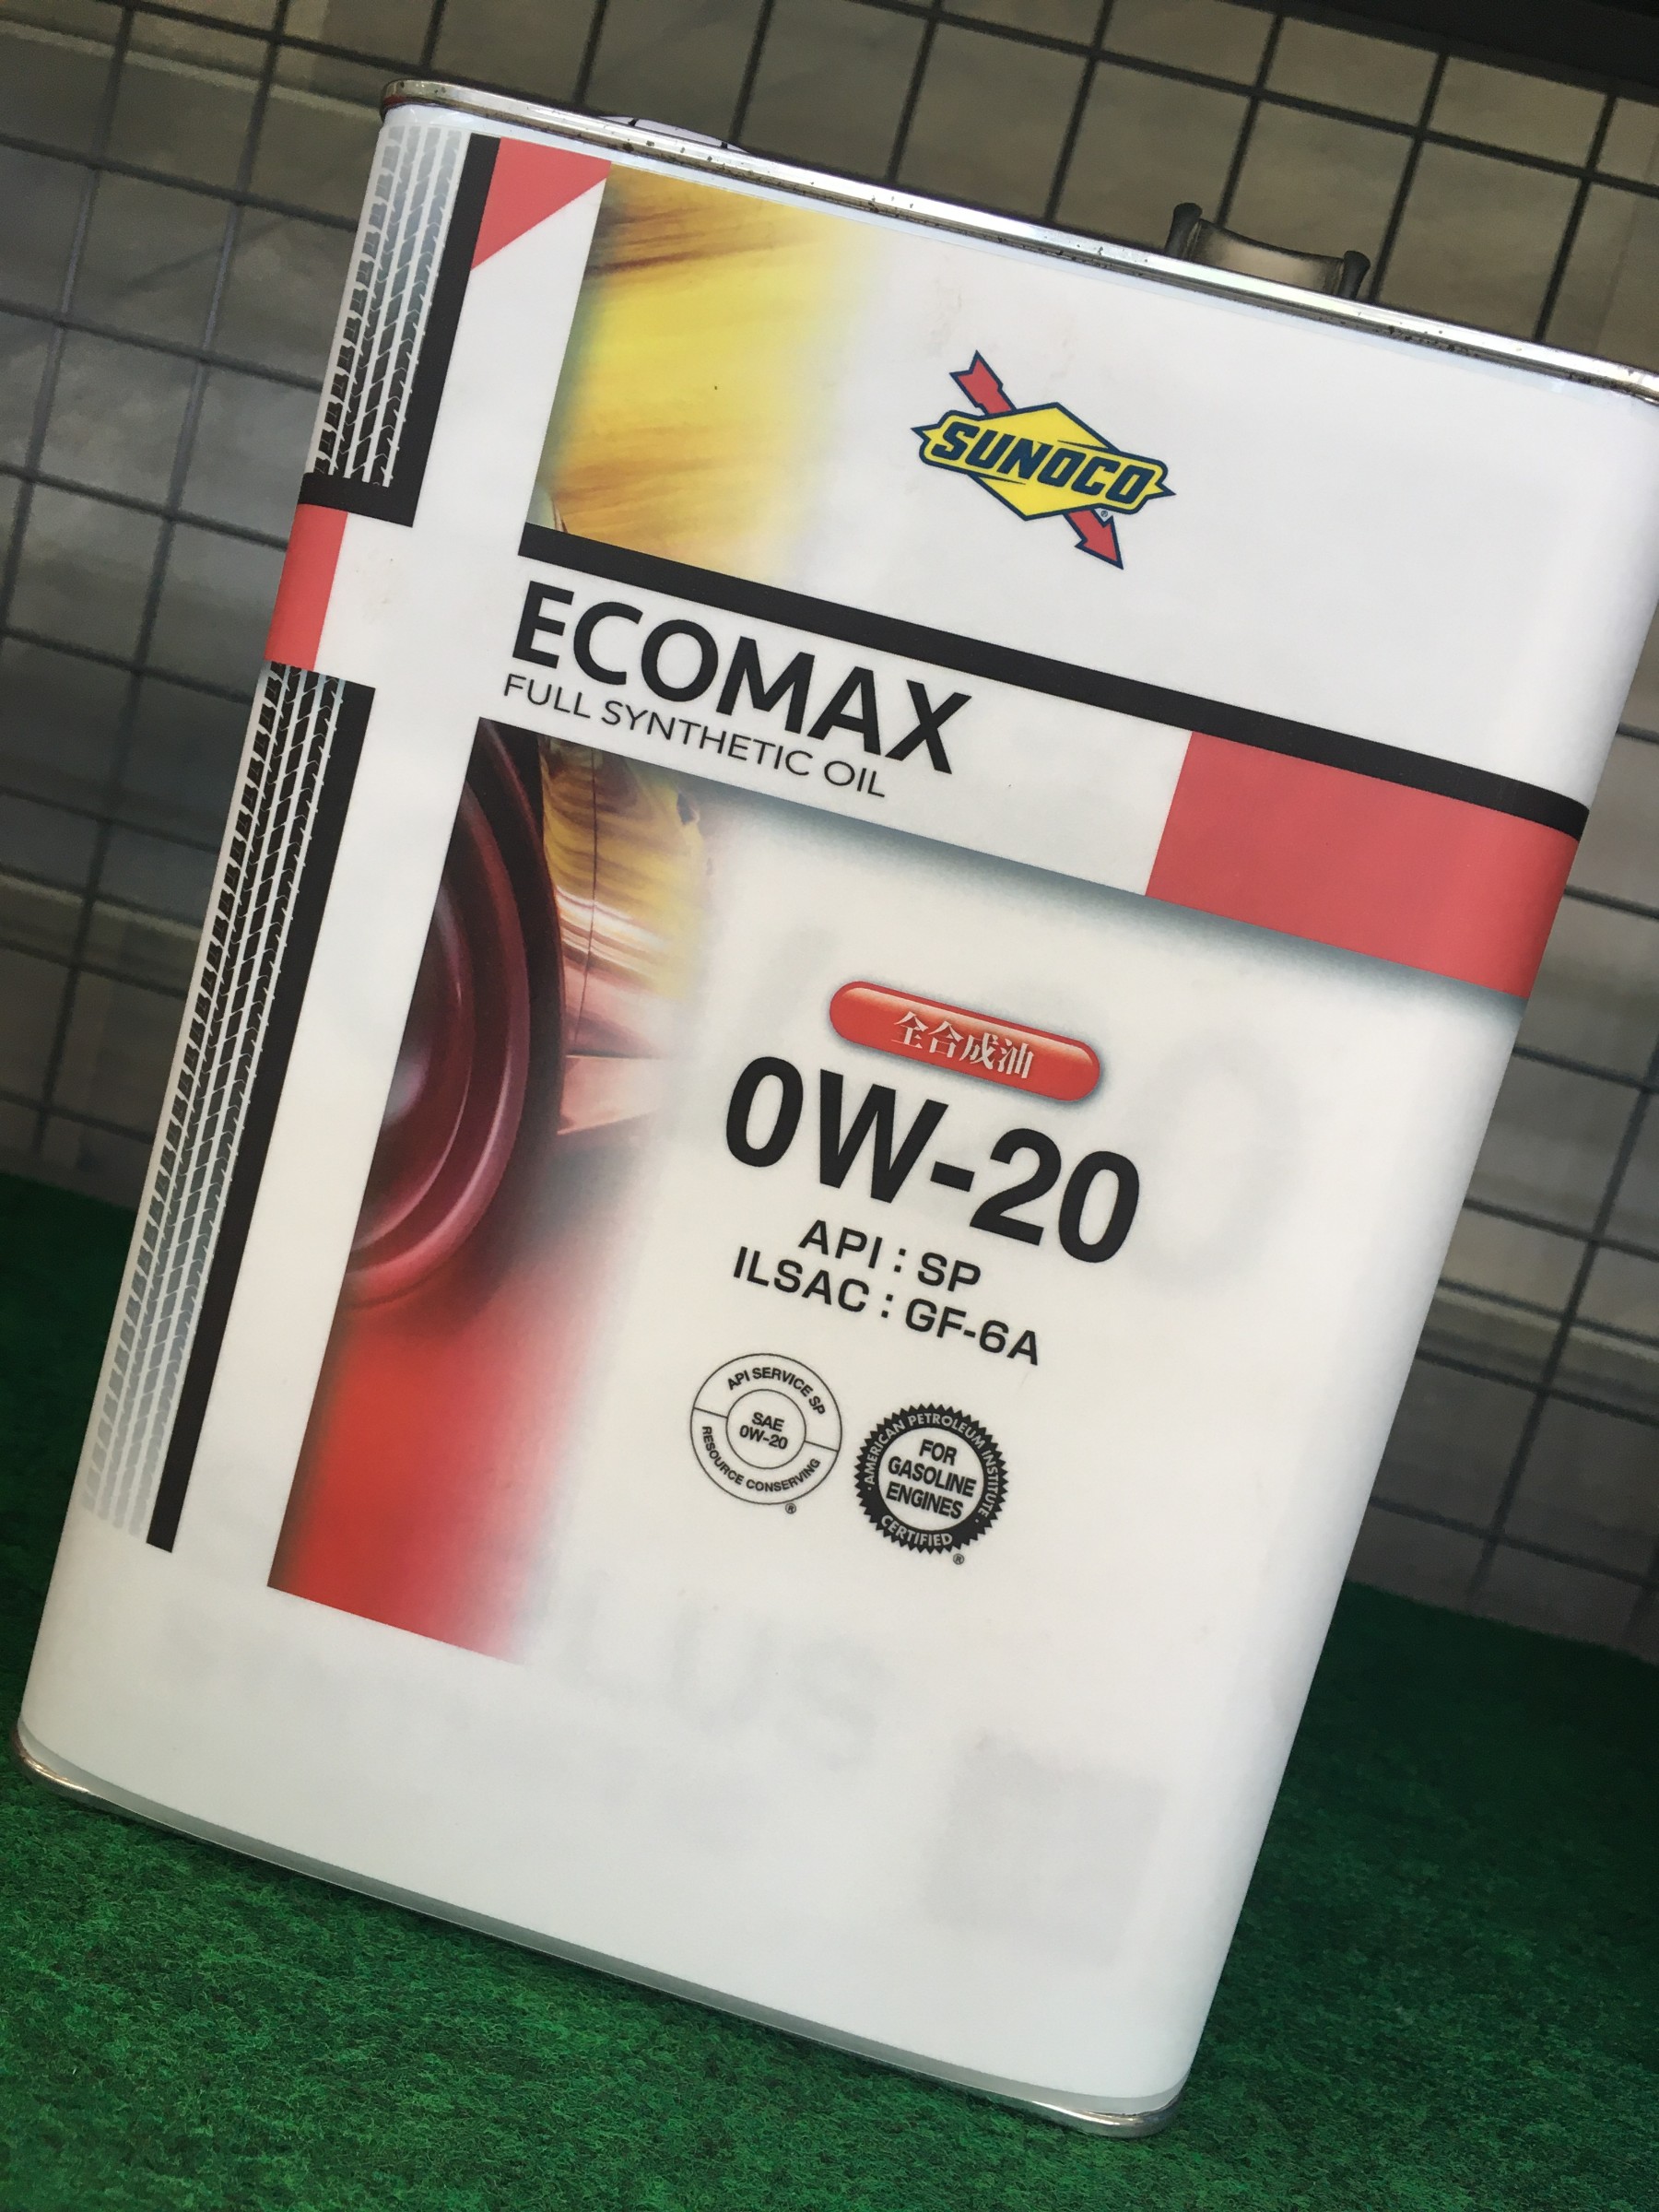 SUNOCO
ECOMAX
FULL SYNTHETIC OIL
全合成油
0W-20
API : SP
ILSAC : GF-6A
API SERVICE SP
SAE
0W-20
RESOURCE CONSERVING
AMERICAN PETROLEUM INSTITUTE
FOR
GASOLINE
ENGINES
CERTIFIED